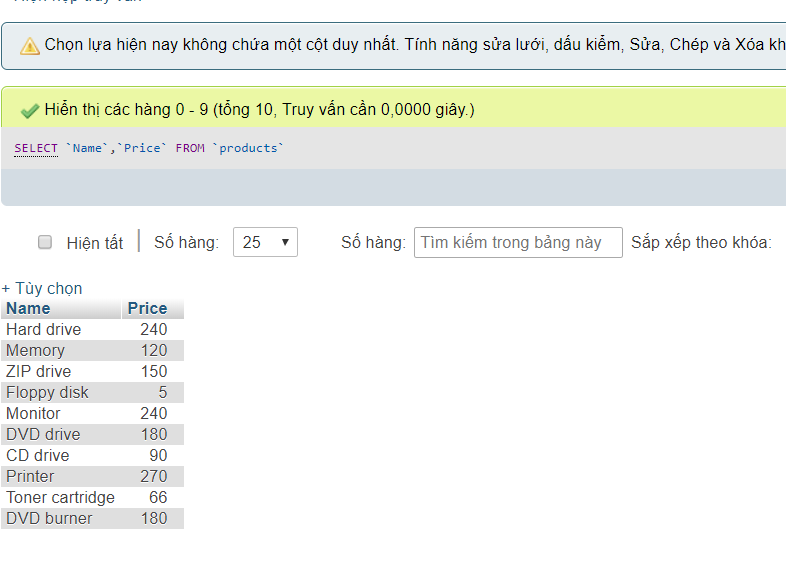 Chọn lựa hiện nay không chứa một cột duy nhất. Tính năng sửa lưới, dấu kiểm, Sửa, Chép và Xóa kh
Hiển thị các hàng 0 - 9 (tổng 10, Truy vấn cần 0,0000 giây.)
SELECT `Name`,`Price` FROM `products`
Hiện tất Số hàng: 25 Số hàng: Tìm kiếm trong bảng này Sắp xếp theo khóa:
+ Tùy chọn
Name Price
Hard drive 240
Memory 120
ZIP drive 150
Floppy disk 5
Monitor 240
DVD drive 180
CD drive 90
Printer 270
Toner cartridge 66
DVD burner 180